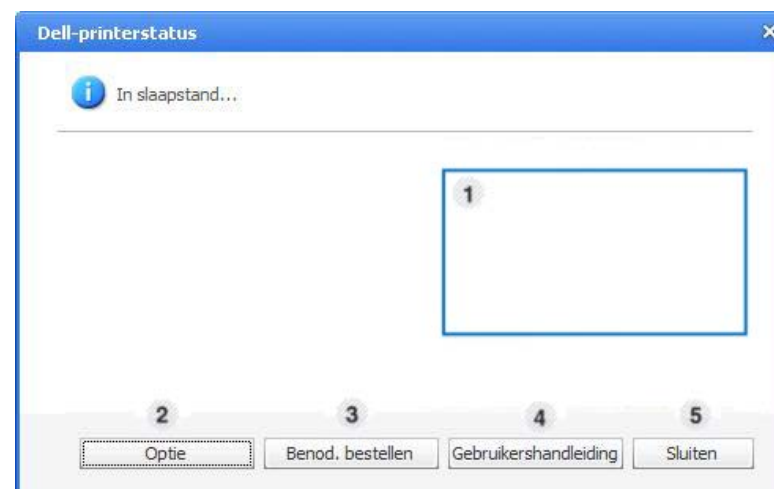 Dell-printerstatus
In slaapstand...
1
2 3 4 5
Optie Benod. bestellen Gebruikershandleiding Sluiten